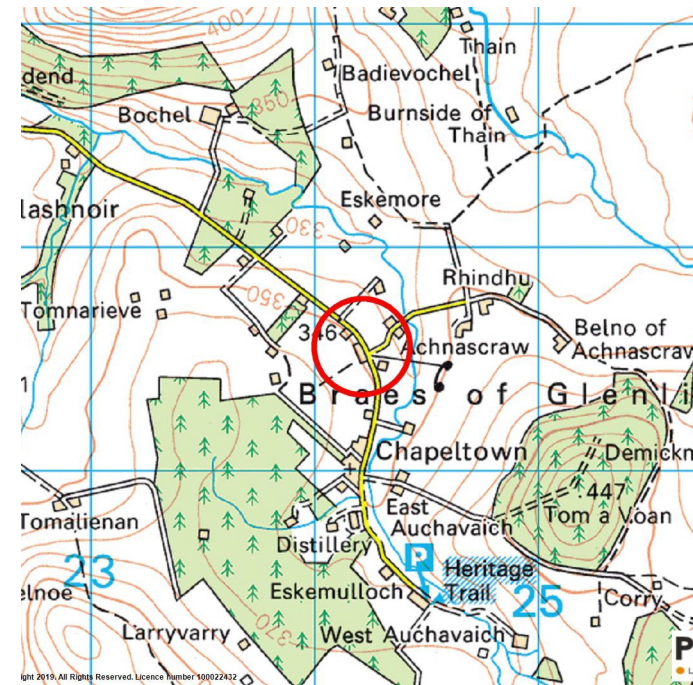 400
Thain
dend
Badievochel
Bochel
350
Burnside of
Thain
Eskemore
lashnoir
330
Rhindhu
350
Tomnarieve
346
Belno of
Achnascraw
Achnascraw
1
Braes of Glenli
Chapeltown
Demickm
447
East
Auchavaich
Tom a Voan
Tomalienan
Distillery
P
Heritage
Trail
23
25
elnoe
Eskemulloch
Corry
370
Larryvarry
West Auchavaich
P
ight 2019. All Rights Reserved. Licence number 100022432
L